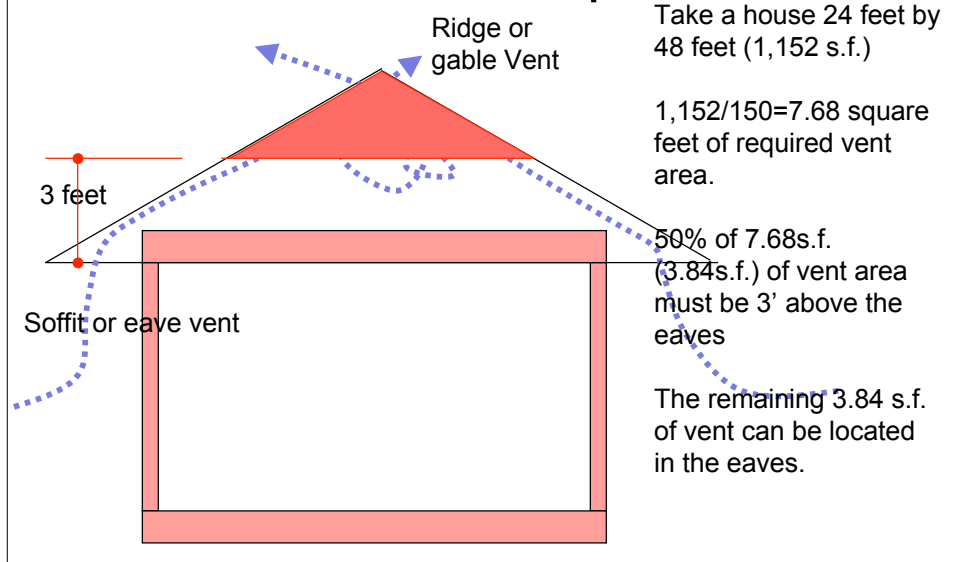 Ridge or
gable Vent
3 feet
Soffit or eave vent
Take a house 24 feet by
48 feet (1,152 s.f.)
1,152/150=7.68 square
feet of required vent
area.
50% of 7.68s.f.
(3.84s.f.) of vent area
must be 3’ above the
eaves
The remaining 3.84 s.f.
of vent can be located
in the eaves.